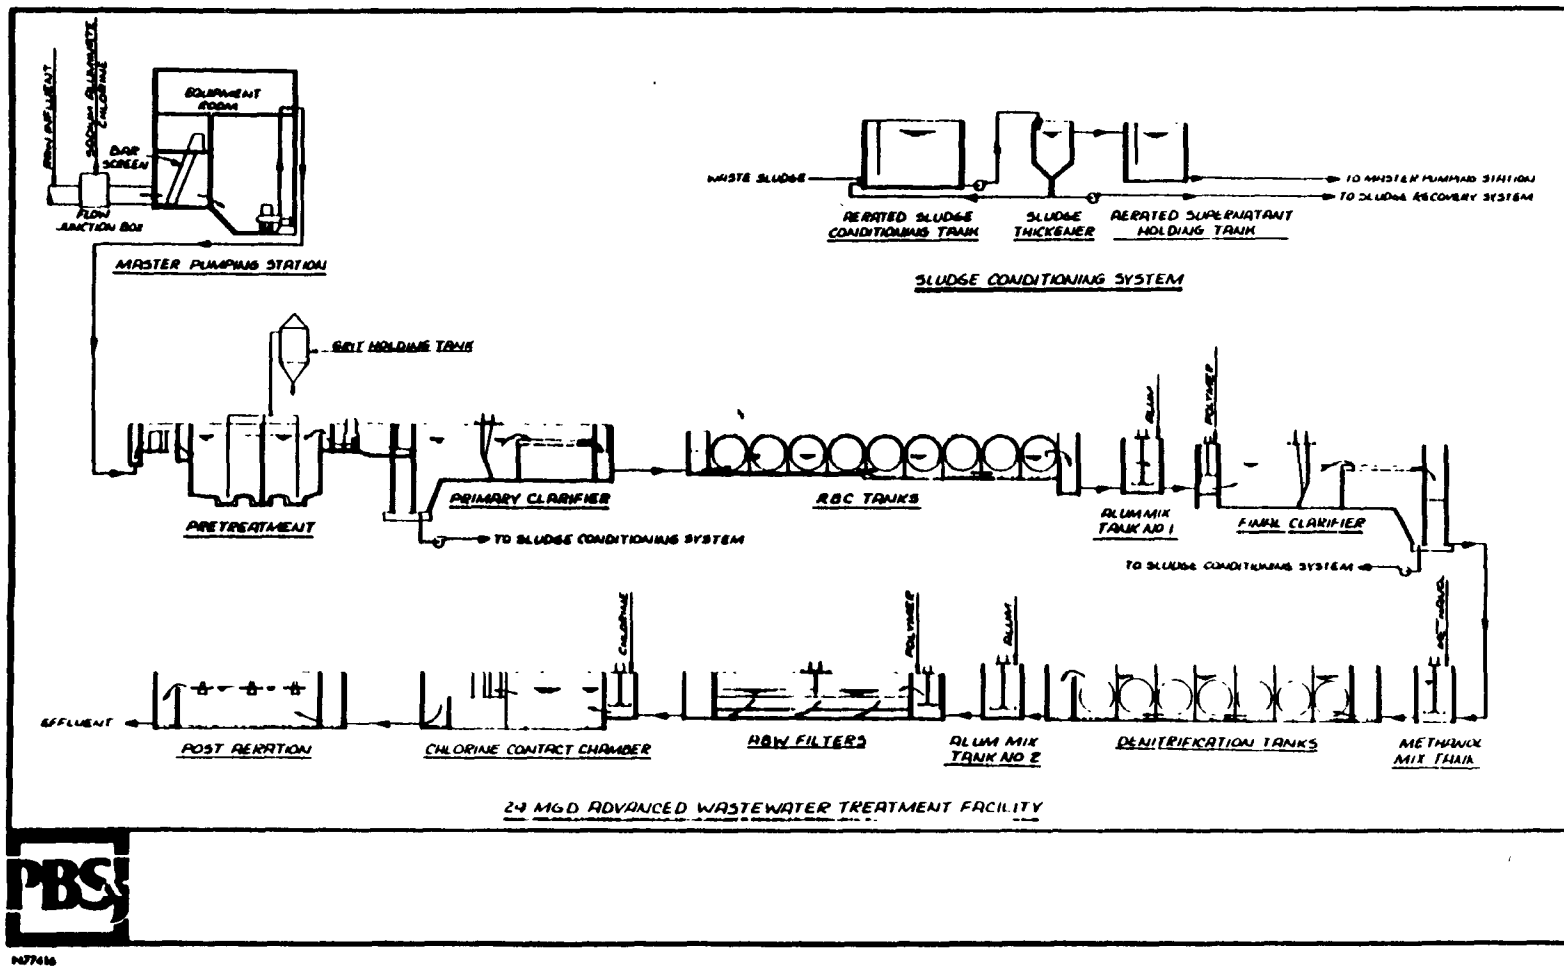 RAW INFLUENT
SODIUM ALUMINATE
CHLORINE
EQUIPMENT
ROOM
BAR
SCREEN
FLOW
JUNCTION BOX
MASTER PUMPING STATION
WASTE SLUDGE
TO MASTER PUMPING STATION
TO SLUDGE RECOVERY SYSTEM
AERATED SLUDGE
CONDITIONING TANK
SLUDGE
THICKENER
AERATED SUPERNATANT
HOLDING TANK
SLUDGE CONDITIONING SYSTEM
GRIT HOLDING TANK
PRETREATMENT
PRIMARY CLARIFIER
TO SLUDGE CONDITIONING SYSTEM
RBC TANKS
ALUM
ALUM MIX
TANK NO 1
POLYMER
FINAL CLARIFIER
TO SLUDGE CONDITIONING SYSTEM
EFFLUENT
POST AERATION
CHLORINE
CHLORINE CONTACT CHAMBER
POLYMER
ABW FILTERS
ALUM
ALUM MIX
TANK NO 2
DENITRIFICATION TANKS
METHANOL
MIX
24 MGD ADVANCED WASTEWATER TREATMENT FACILITY
PBS
N77416